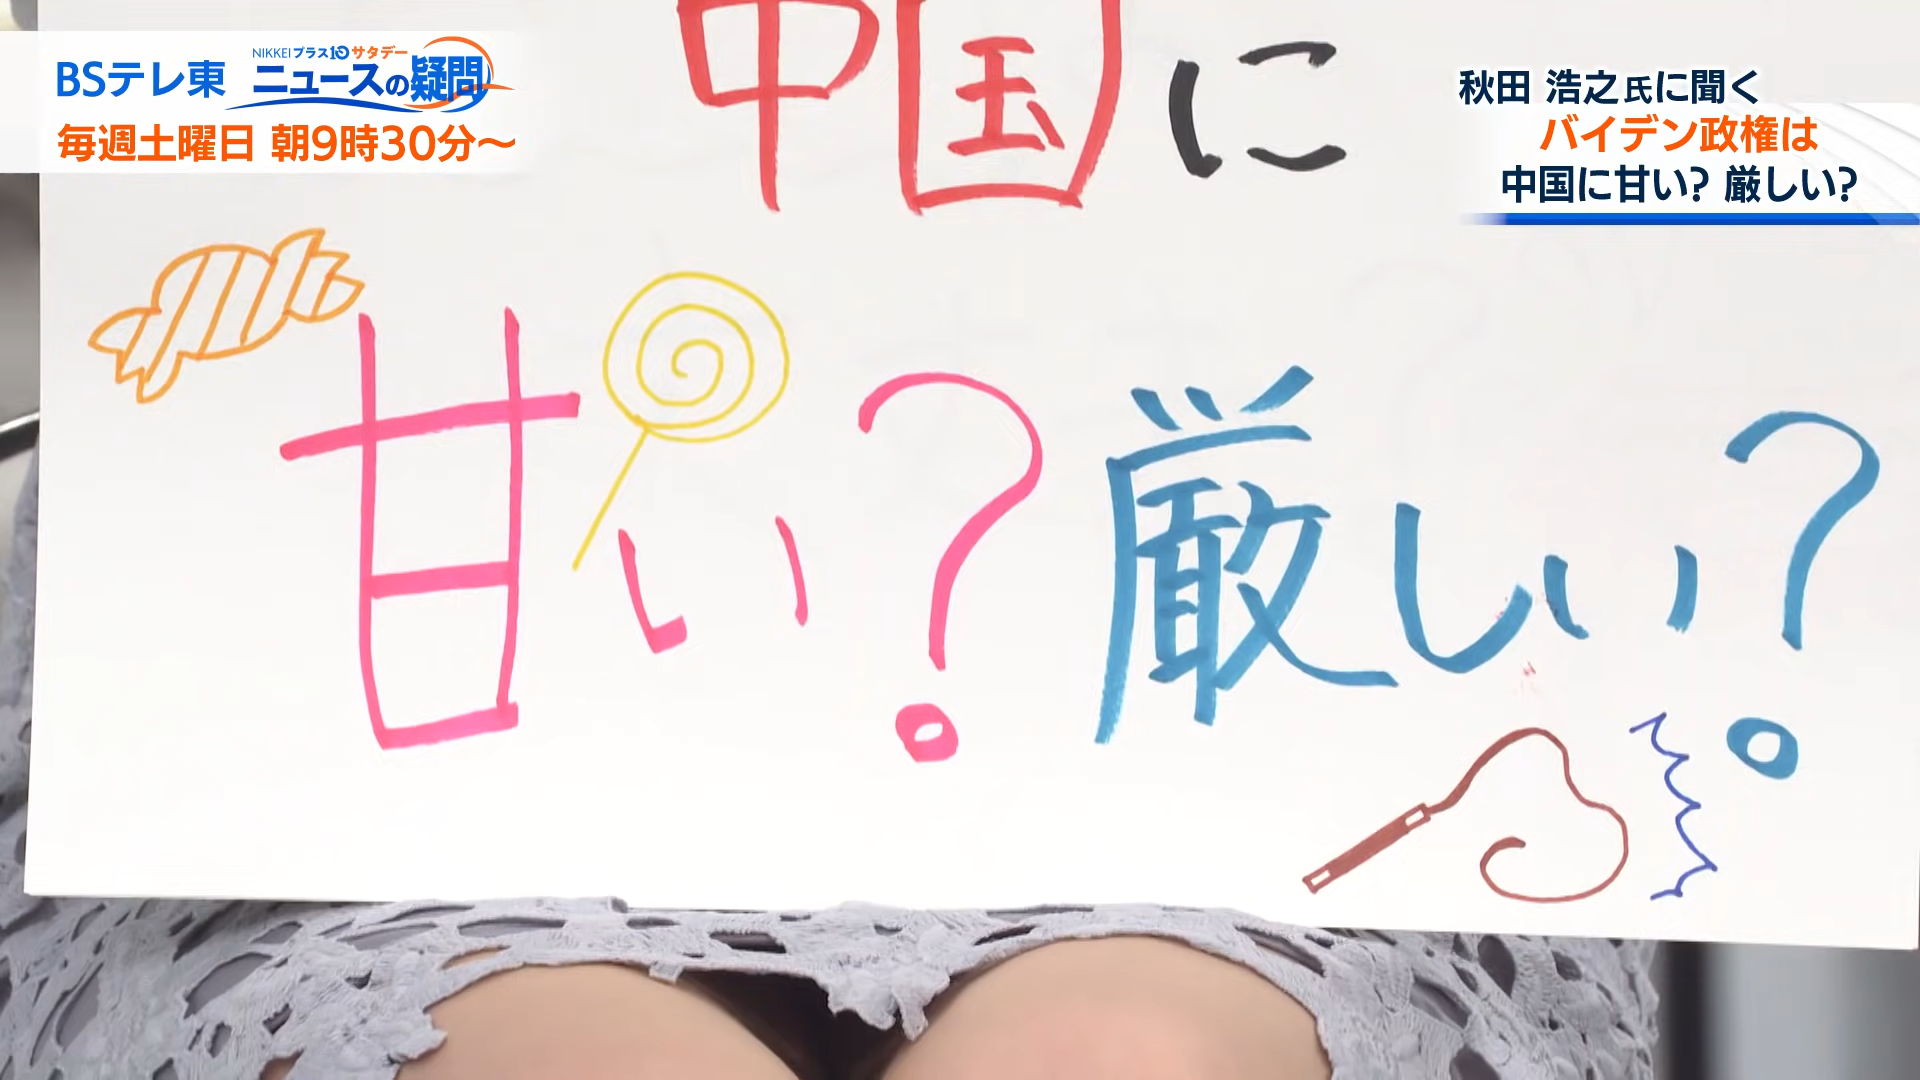 BSテレ東
NIKKEIプラス10サタデー
ニュースの疑問
毎週土曜日 朝9時30分～
秋田 浩之氏に聞く
バイデン政権は
中国に甘い? 厳しい?
中国に
甘い?厳しい?